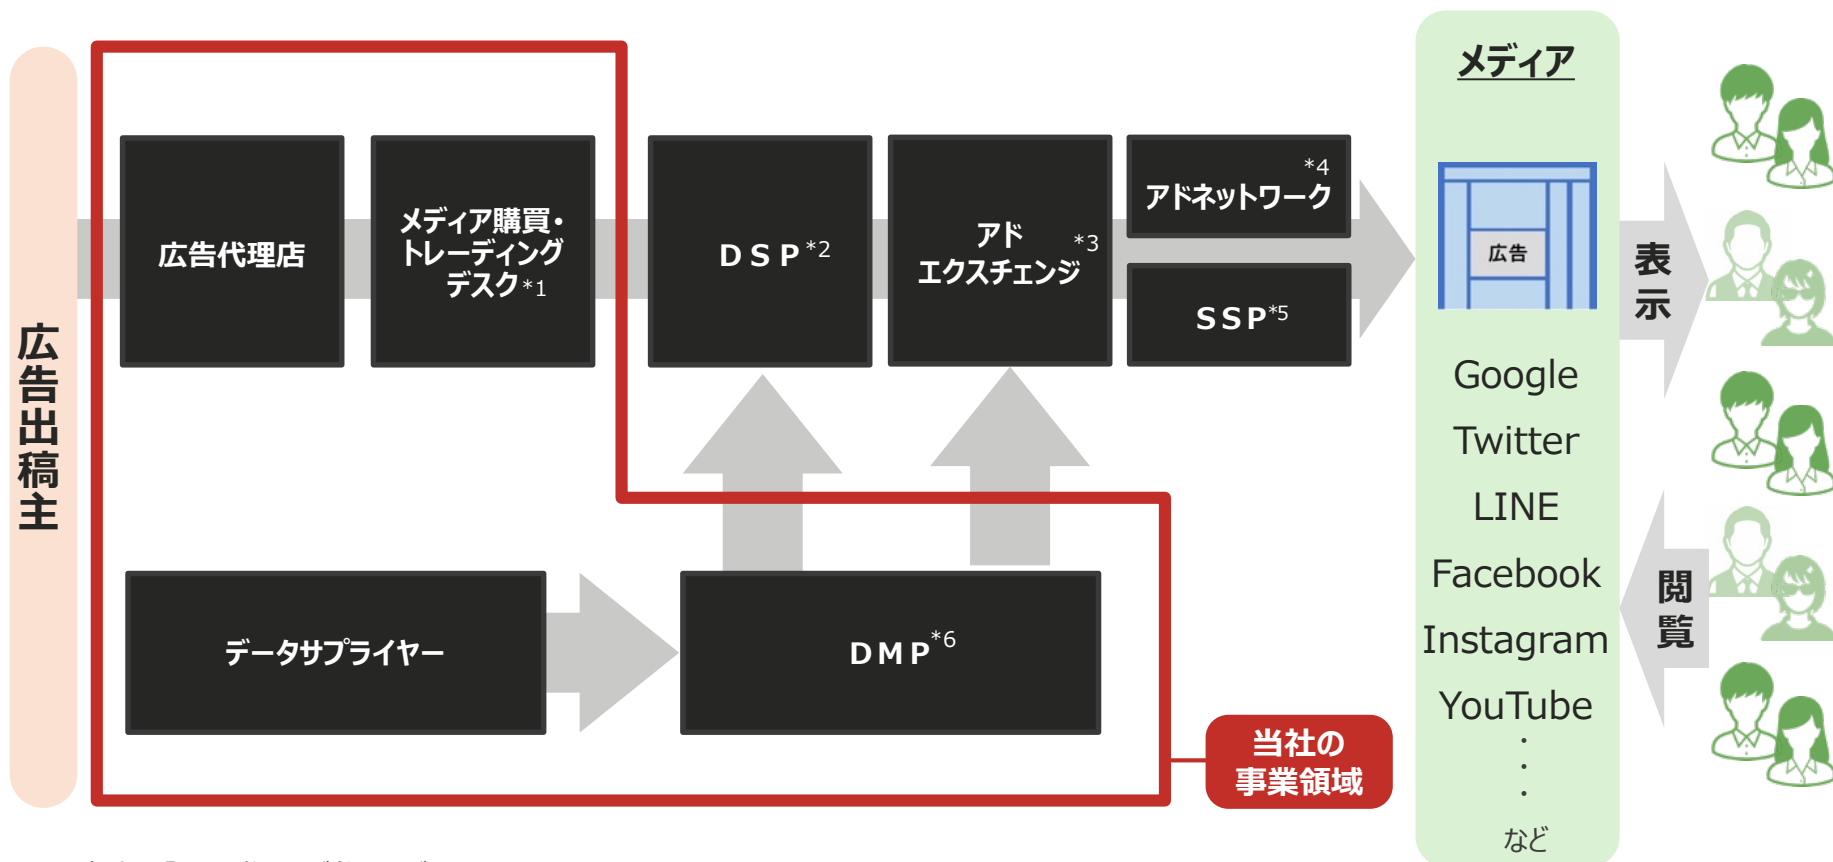 広告出稿主
広告代理店
メディア購買・
トレーディング
デスク*1
DSP*2
アド
エクスチェンジ*3
*4
アドネットワーク
SSP*5
データサプライヤー
DMP*6
当社の
事業領域
メディア
広告
Google
Twitter
LINE
Facebook
Instagram
YouTube
・
・
・
など
表示
閲覧